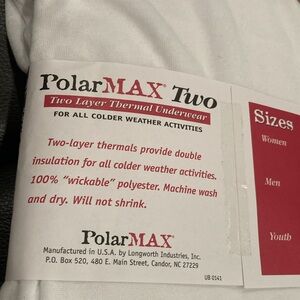 PolarMAX® Two
Two Layer Thermal Underwear
FOR ALL COLDER WEATHER ACTIVITIES
Two-layer thermals provide double
insulation for all colder weather activities.
100% "wickable" polyester. Machine wash
and dry. Will not shrink.
PolarMAX®
Manufactured in U.S.A. by Longworth Industries, Inc.
P.O. Box 520, 480 E. Main Street, Candor, NC 27229
UB 0141
Sizes
Women
Men
Youth